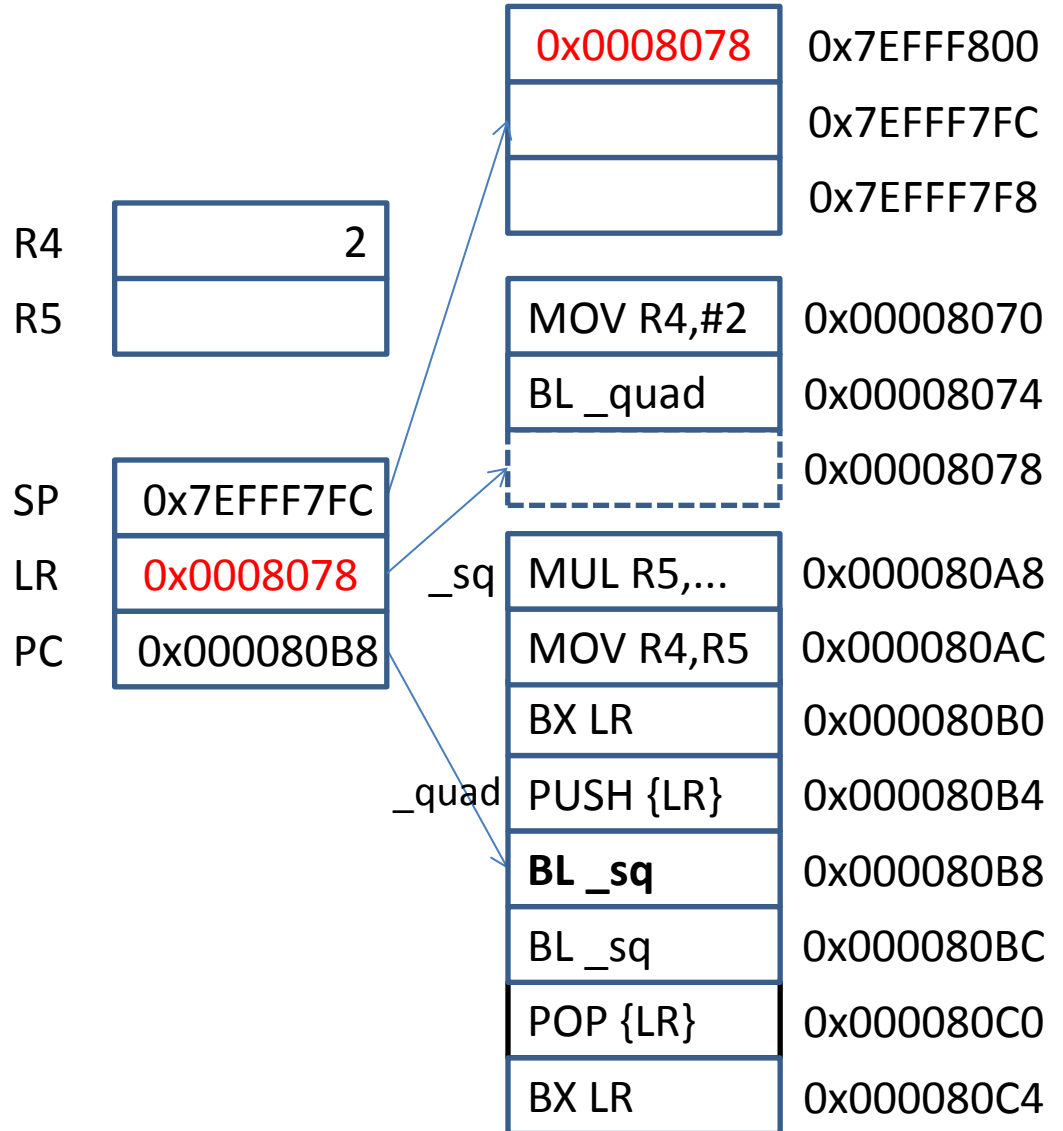 0x0008078 0x7EFFF800
0x7EFFF7FC
0x7EFFF7F8
R4 2
R5
MOV R4,#2 0x00008070
BL _quad 0x00008074
0x00008078
SP 0x7EFFF7FC
LR 0x0008078
PC 0x000080B8
_sq MUL R5,... 0x000080A8
MOV R4,R5 0x000080AC
BX LR 0x000080B0
_quad PUSH {LR} 0x000080B4
BL _sq 0x000080B8
BL _sq 0x000080BC
POP {LR} 0x000080C0
BX LR 0x000080C4